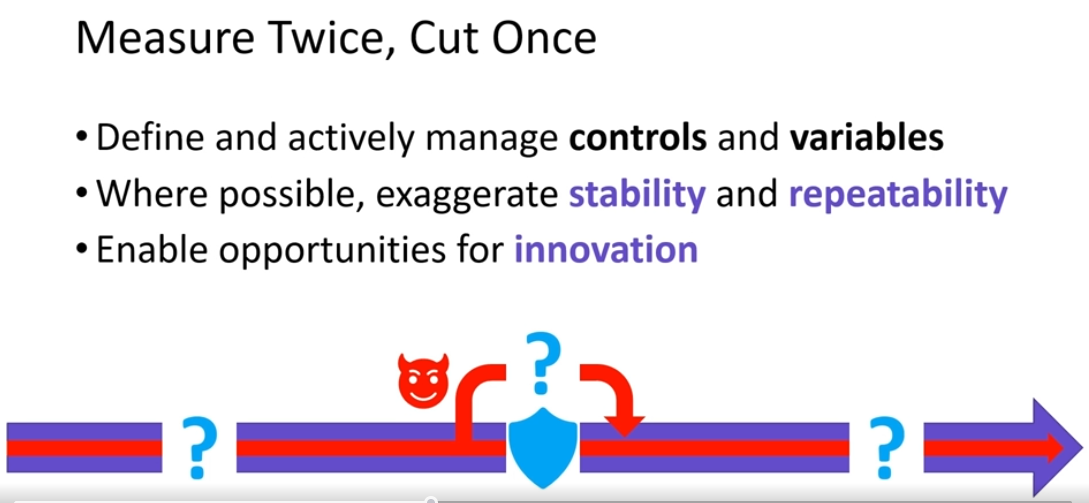 Measure Twice, Cut Once
• Define and actively manage controls and variables
• Where possible, exaggerate stability and repeatability
• Enable opportunities for innovation
?
? ?